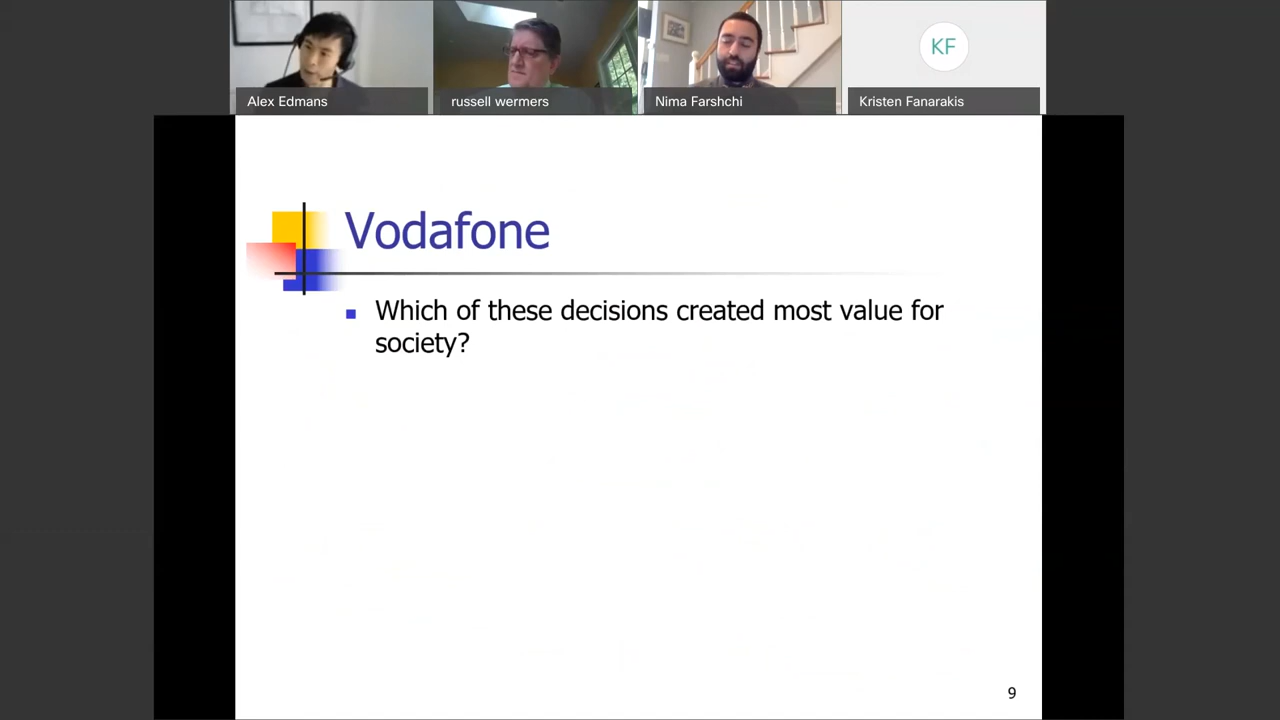 Alex Edmans
russell wermers
Nima Farshchi
KF
Kristen Fanarakis
Vodafone
Which of these decisions created most value for
society?
9